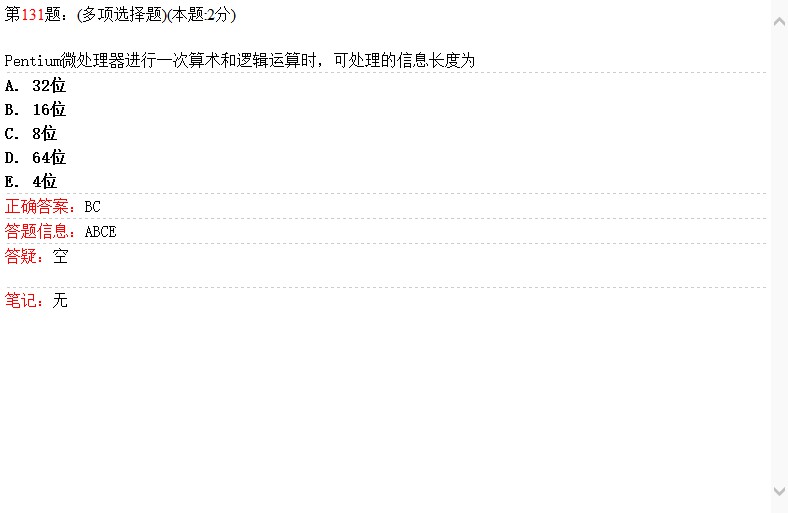 第131题：(多项选择题)(本题:2分)
Pentium微处理器进行一次算术和逻辑运算时，可处理的信息长度为
A. 32位
B. 16位
C. 8位
D. 64位
E. 4位
正确答案：BC
答题信息：ABCE
答疑：空
笔记：无